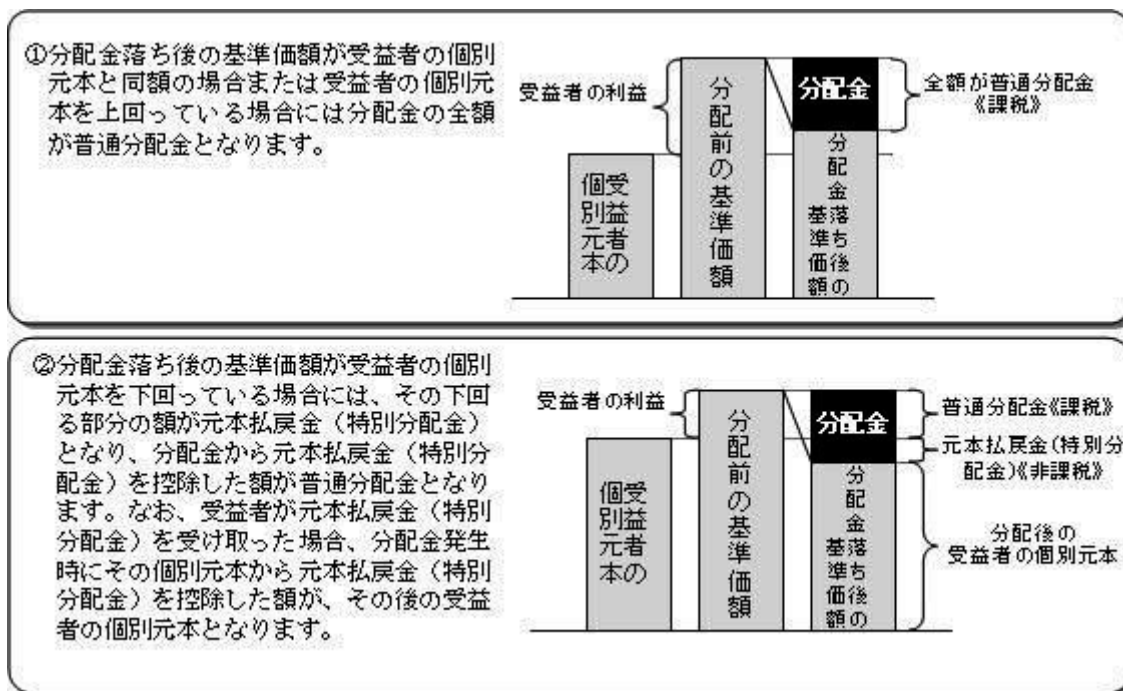 ①分配金落ち後の基準価額が受益者の個別
元本と同額の場合または受益者の個別元
本を上回っている場合には分配金の全額
が普通分配金となります。
受益者の利益
受益者の
個別元本
分配前の基準価額
分配金
分配金落ち後の
基準価額
全額が普通分配金
《課税》
②分配金落ち後の基準価額が受益者の個別
元本を下回っている場合には、その下回
る部分の額が元本払戻金（特別分配金）
となり、分配金から元本払戻金（特別分
配金）を控除した額が普通分配金となり
ます。なお、受益者が元本払戻金（特別
分配金）を受け取った場合、分配金発生
時にその個別元本から元本払戻金（特別
分配金）を控除した額が、その後の受益
者の個別元本となります。
受益者の利益
受益者の
個別元本
分配前の基準価額
分配金
分配金落ち後の
基準価額
普通分配金《課税》
元本払戻金(特別分
配金)《非課税》
分配後の
受益者の個別元本